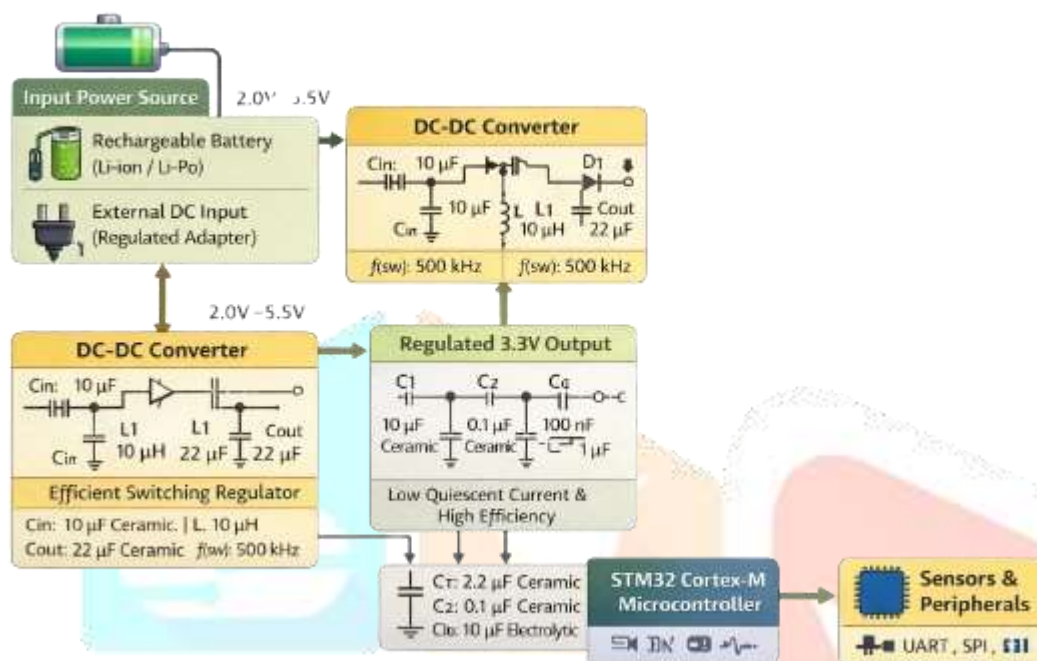 Input Power Source
Rechargeable Battery
(Li-ion / Li-Po)
External DC Input
(Regulated Adapter)
DC-DC Converter
Cin: 10 µF
10 µF
Cin
L L1
10 µH
D1
Cout
22 µF
f(sw): 500 kHz
f(sw): 500 kHz
2.0V –5.5V
DC-DC Converter
Cin: 10 µF
Cin
L1
10 µH
L1
22 µF
Cout
22 µF
Efficient Switching Regulator
Cin: 10 µF Ceramic. | L. 10 µH
Cout: 22 µF Ceramic f(sw): 500 kHz
Regulated 3.3V Output
C1
C2
10 µF
Ceramic
0.1 µF
Ceramic
100 nF
1 µF
Low Quiescent Current &
High Efficiency
2.2 µF Ceramic
C2: 0.1 µF Ceramic
10 µF Electrolytic
STM32 Cortex-M
Microcontroller
Sensors &
Peripherals
UART, SPI,